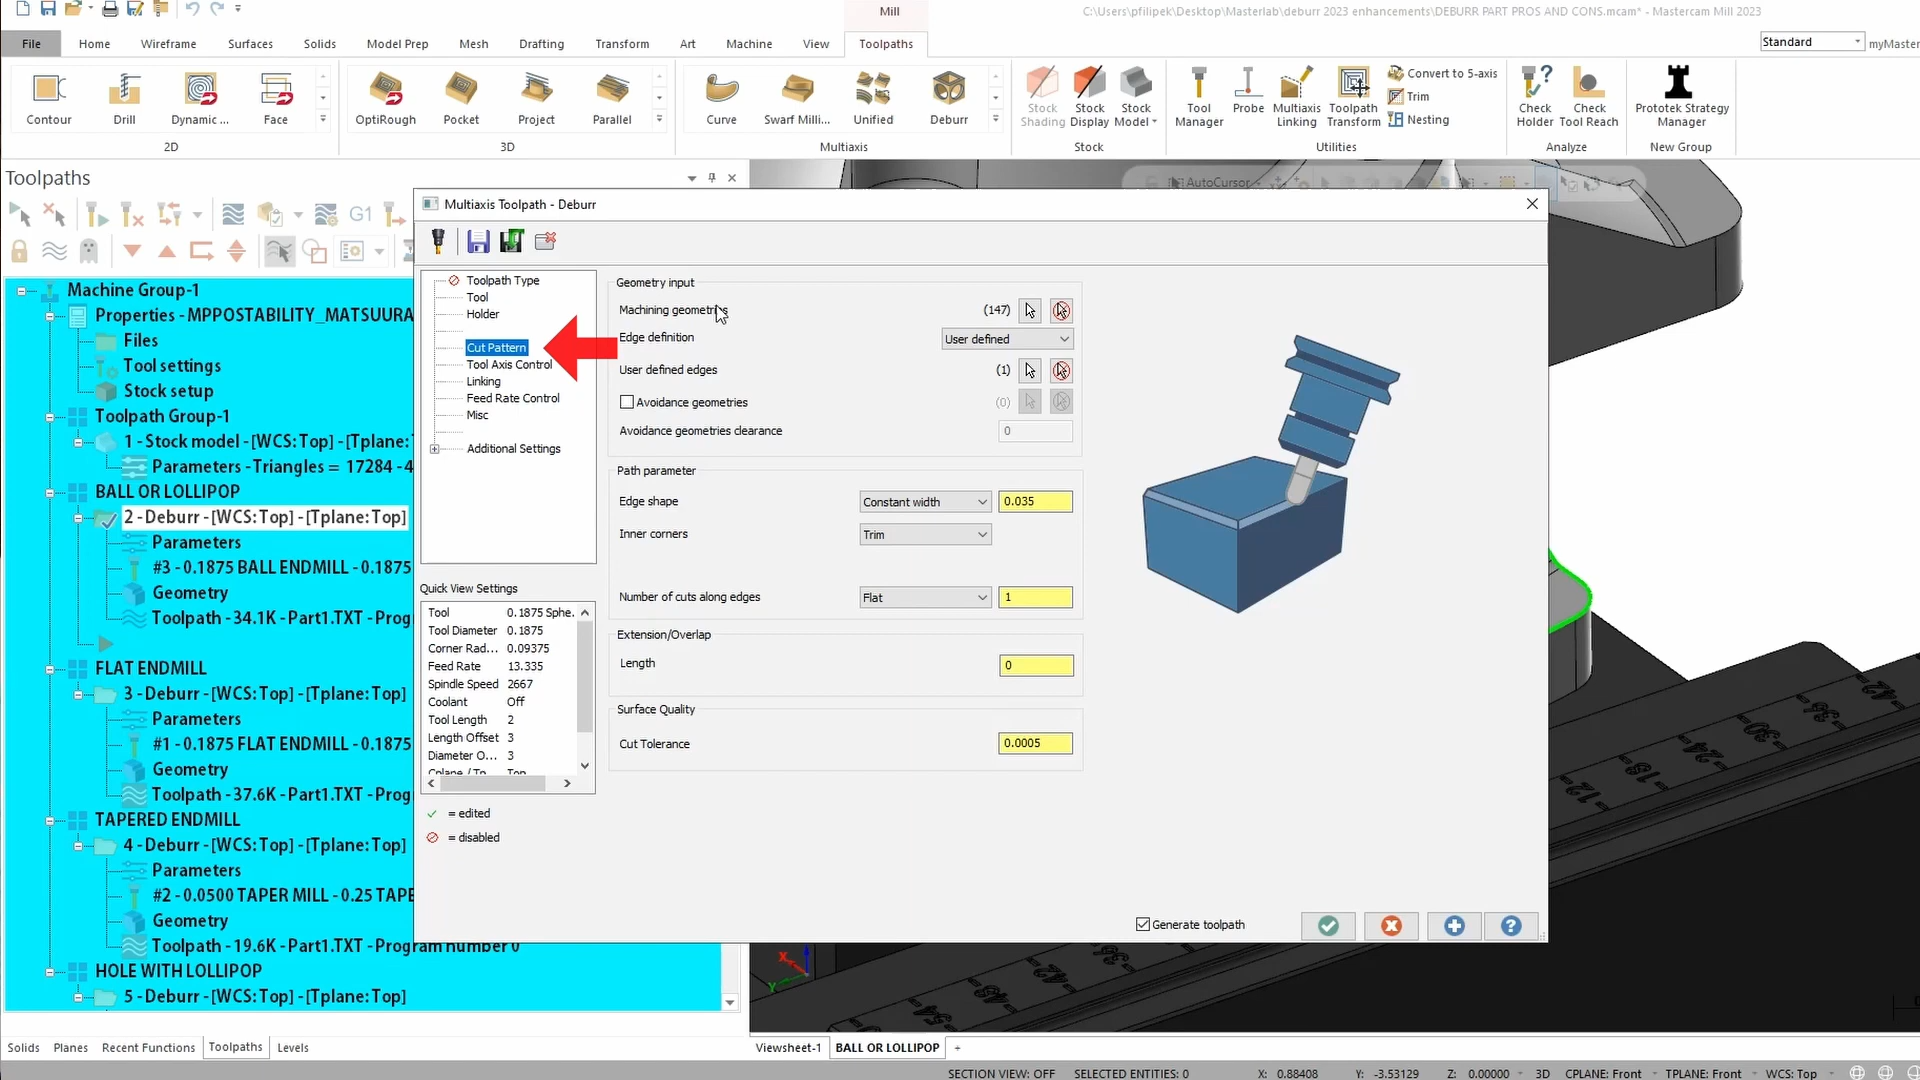 Mill
C:\Users\pfilipek\Desktop\Masterlab\deburr 2023 enhancements\DEBURR PART PROS AND CONS.mcam* - Mastercam Mill 2023
File Home Wireframe Surfaces Solids Model Prep Mesh Drafting Transform Art Machine View Toolpaths
Standard
myMaster
Contour Drill Dynamic ... Face
2D
OptiRough Pocket Project Parallel
3D
Curve Swarf Milli... Unified Deburr
Multiaxis
Stock Shading
Stock Display
Stock Model
Stock
Tool Manager
Probe
Multiaxis Linking
Toolpath Transform
Convert to 5-axis
Trim
Nesting
Utilities
Check Holder
Check Tool Reach
Analyze
Prototek Strategy Manager
New Group
Toolpaths
AutoCursor
G1
Machine Group-1
Properties - MPPOSTABILITY_MATSUURA
Files
Tool settings
Stock setup
Toolpath Group-1
1 - Stock model - [WCS: Top] - [Tplane:
Parameters - Triangles = 17284 - 4
BALL OR LOLLIPOP
2 - Deburr - [WCS: Top] - [Tplane: Top]
Parameters
#3 - 0.1875 BALL ENDMILL - 0.1875
Geometry
Toolpath - 34.1K - Part1.TXT - Prog
FLAT ENDMILL
3 - Deburr - [WCS: Top] - [Tplane: Top]
Parameters
#1 - 0.1875 FLAT ENDMILL - 0.1875
Geometry
Toolpath - 37.6K - Part1.TXT - Prog
TAPERED ENDMILL
4 - Deburr - [WCS: Top] - [Tplane: Top]
Parameters
#2 - 0.0500 TAPER MILL - 0.25 TAPE
Geometry
Toolpath - 19.6K - Part1.TXT - Program number 0
HOLE WITH LOLLIPOP
5 - Deburr - [WCS: Top] - [Tplane: Top]
Multiaxis Toolpath - Deburr
Toolpath Type
Tool
Holder
Cut Pattern
Tool Axis Control
Linking
Feed Rate Control
Misc
Additional Settings
Quick View Settings
Tool 0.1875 Sphe.
Tool Diameter 0.1875
Corner Rad... 0.09375
Feed Rate 13.335
Spindle Speed 2667
Coolant Off
Tool Length 2
Length Offset 3
Diameter O... 3
Cplane / Tp... Top
= edited
= disabled
Geometry input
Machining geometries (147)
Edge definition User defined
User defined edges (1)
Avoidance geometries (0)
Avoidance geometries clearance 0
Path parameter
Edge shape Constant width 0.035
Inner corners Trim
Number of cuts along edges Flat 1
Extension/Overlap
Length 0
Surface Quality
Cut Tolerance 0.0005
Generate toolpath
X
Y
42
30
24
18
12
36
42
48
54
Solids Planes Recent Functions Toolpaths Levels
Viewsheet-1 BALL OR LOLLIPOP +
SECTION VIEW: OFF SELECTED ENTITIES: 0 X: 0.88408 Y: -3.53129 Z: 0.00000 3D CPLANE: Front TPLANE: Front WCS: Top